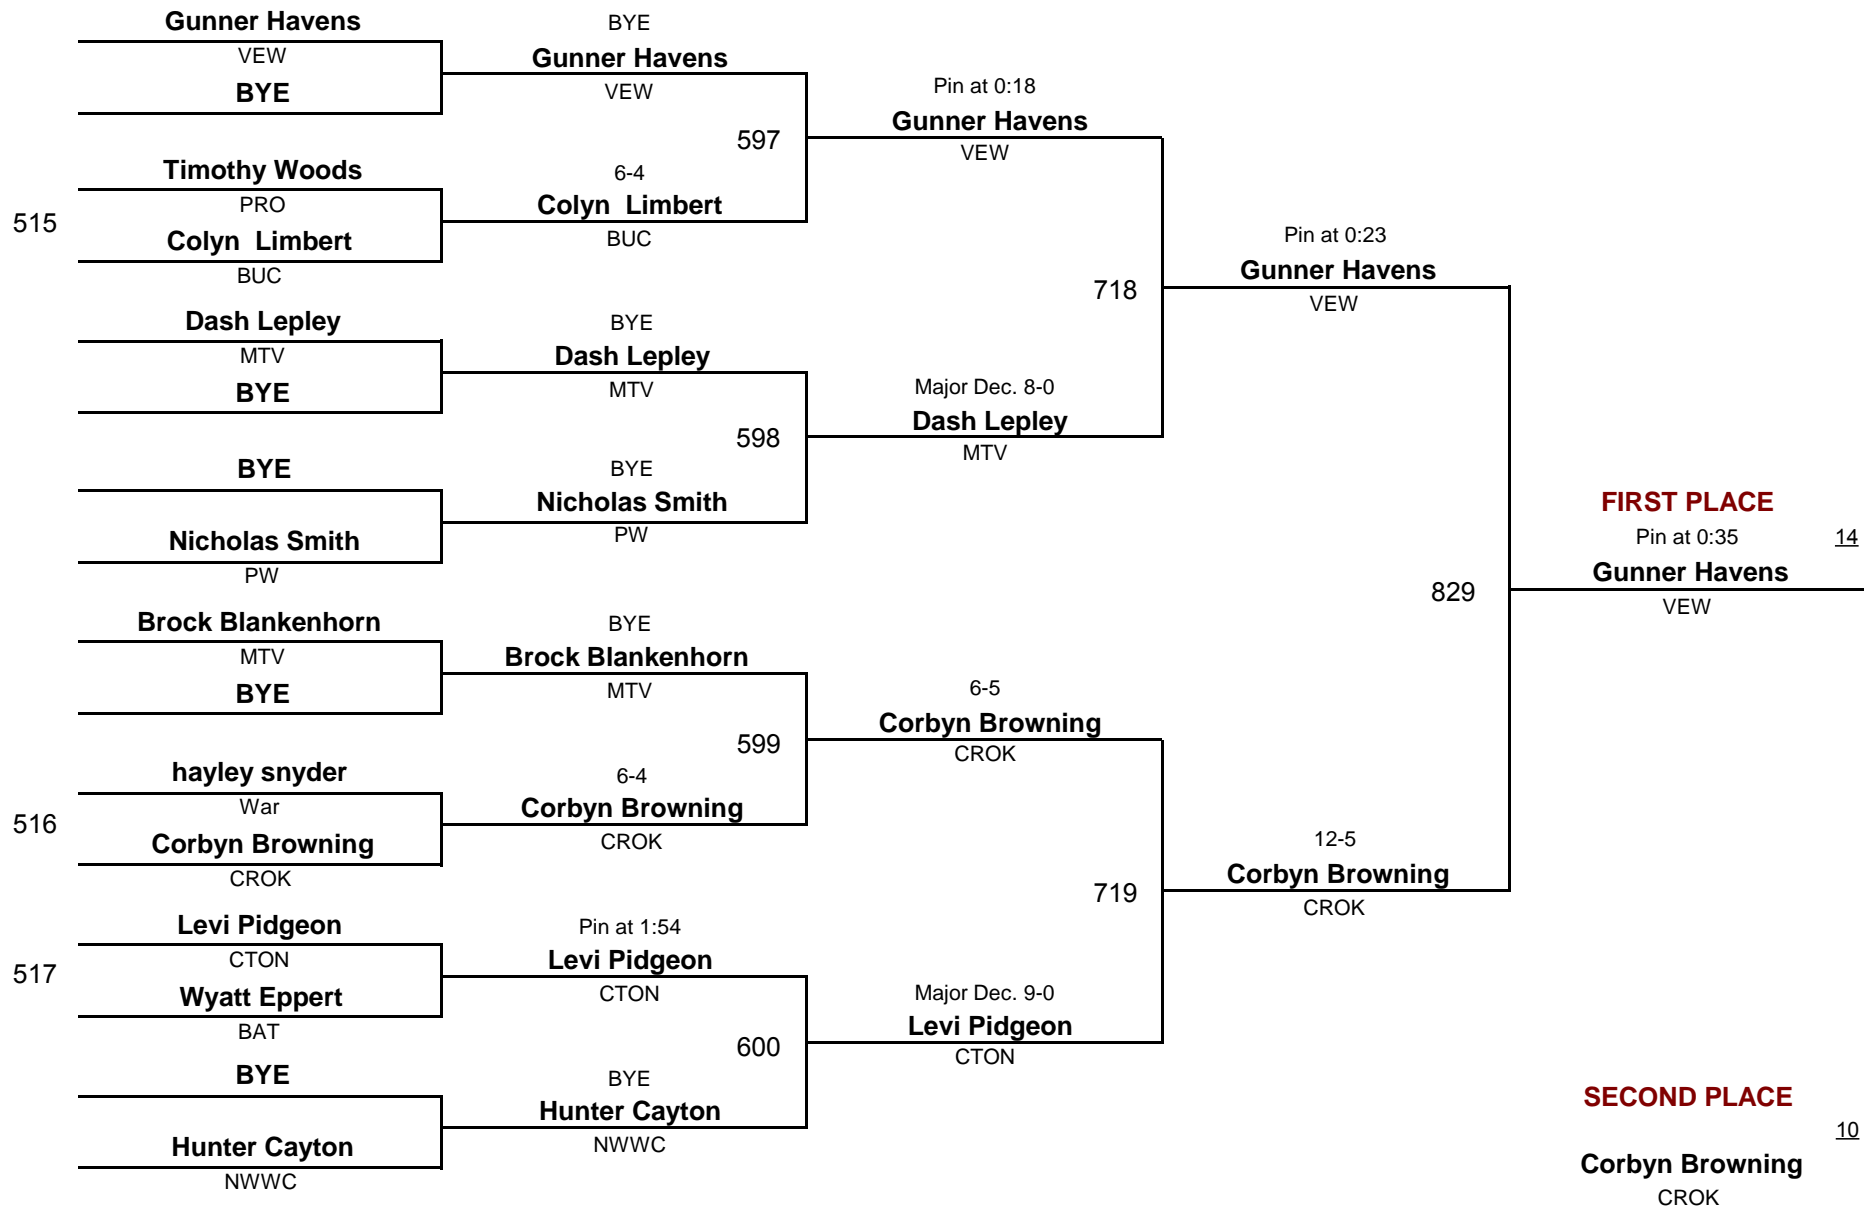 Gunner Havens
VEW
BYE
515
Timothy Woods
PRO
Colyn  Limbert
BUC
Dash Lepley
MTV
BYE
BYE
Nicholas Smith
PW
Brock Blankenhorn
MTV
BYE
516
hayley snyder
War
Corbyn Browning
CROK
517
Levi Pidgeon
CTON
Wyatt Eppert
BAT
BYE
Hunter Cayton
NWWC
BYE
Gunner Havens
VEW
597
6-4
Colyn  Limbert
BUC
BYE
Dash Lepley
MTV
598
BYE
Nicholas Smith
PW
BYE
Brock Blankenhorn
MTV
599
6-4
Corbyn Browning
CROK
Pin at 1:54
Levi Pidgeon
CTON
600
BYE
Hunter Cayton
NWWC
Pin at 0:18
Gunner Havens
VEW
718
Major Dec. 8-0
Dash Lepley
MTV
6-5
Corbyn Browning
CROK
719
Major Dec. 9-0
Levi Pidgeon
CTON
Pin at 0:23
Gunner Havens
VEW
829
12-5
Corbyn Browning
CROK
FIRST PLACE
Pin at 0:35
14
Gunner Havens
VEW
SECOND PLACE
10
Corbyn Browning
CROK